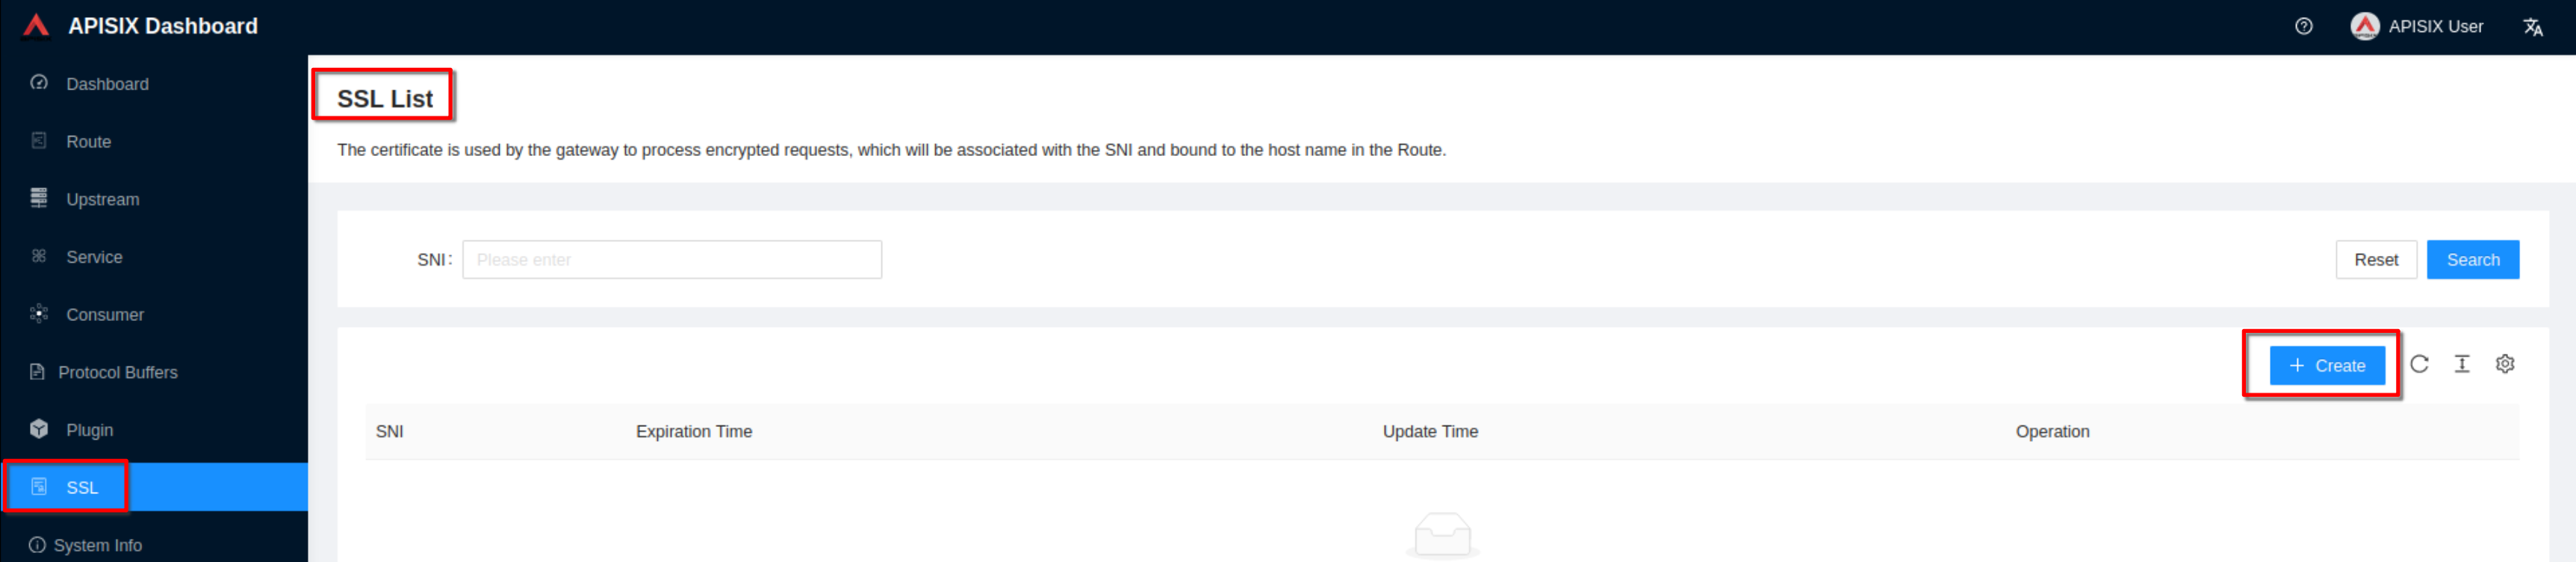 APISIX Dashboard
APISIX User
Dashboard
Route
Upstream
Service
Consumer
Protocol Buffers
Plugin
SSL
System Info
SSL List
The certificate is used by the gateway to process encrypted requests, which will be associated with the SNI and bound to the host name in the Route.
SNI: Please enter
Reset Search
+ Create
SNI Expiration Time Update Time Operation